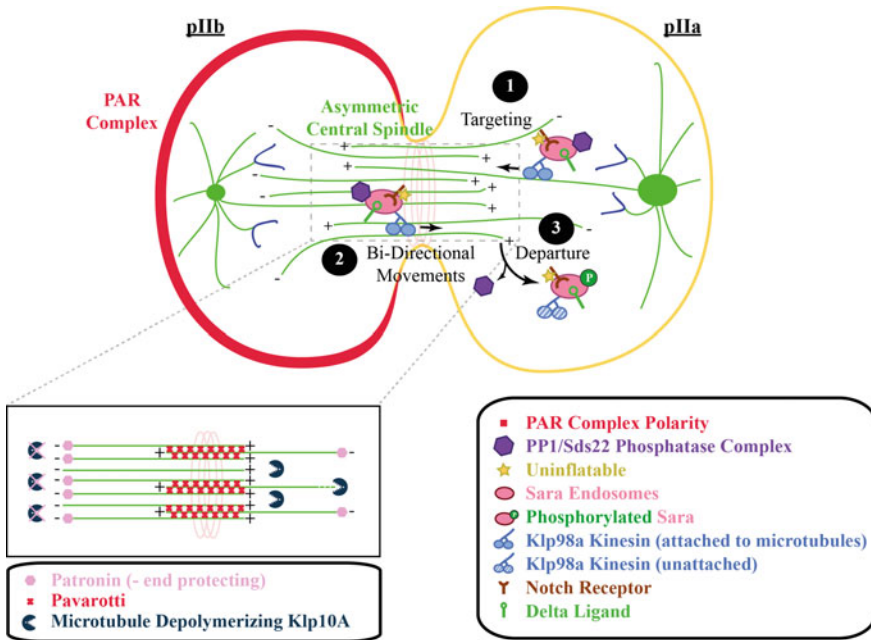 pIIb
pIIa
PAR
Complex
Asymmetric
Central Spindle
1
Targeting
-
-
+
+
+
-
-
-
+
+
+
+
-
+
-
2
Bi-Directional
Movements
3
Departure
P
-
-
-
-
-
-
-
+
+
+
+
+
+
+
+
-
-
Patronin (- end protecting)
Pavarotti
Microtubule Depolymerizing Klp10A
PAR Complex Polarity
PP1/Sds22 Phosphatase Complex
Uninflatable
Sara Endosomes
P
Phosphorylated Sara
Klp98a Kinesin (attached to microtubules)
Klp98a Kinesin (unattached)
Notch Receptor
Delta Ligand